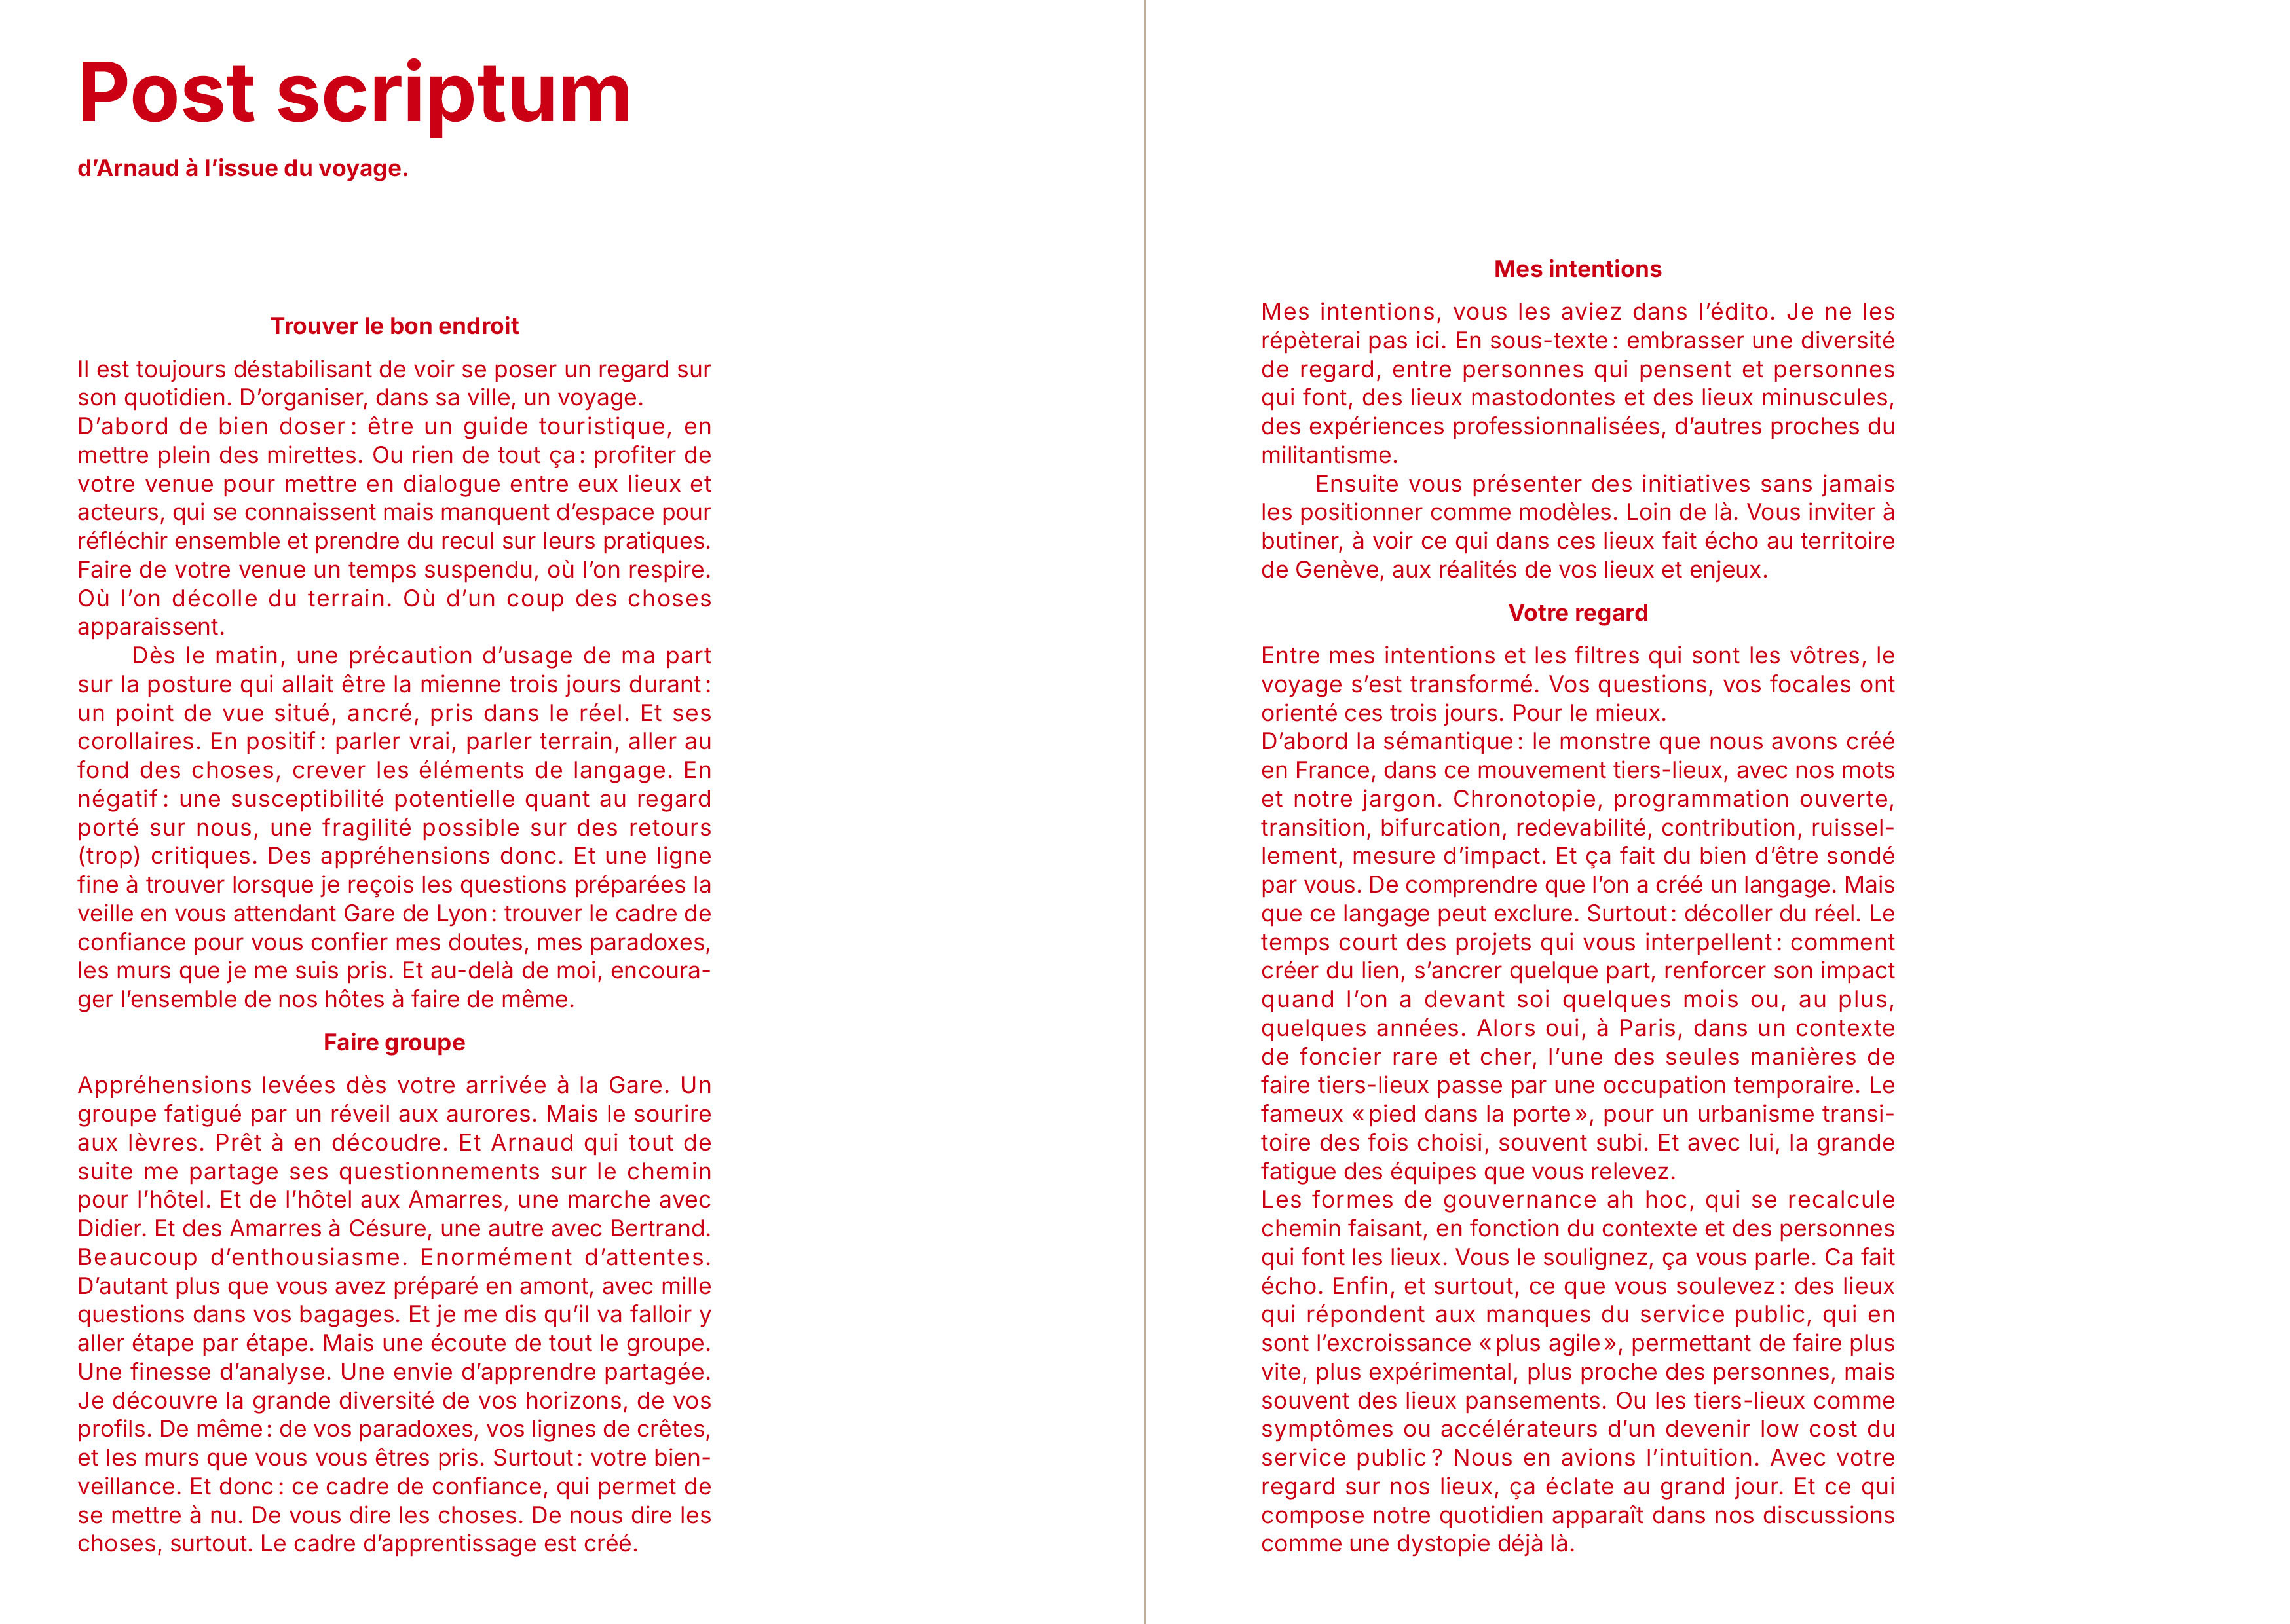 Post scriptum
d’Arnaud à l’issue du voyage.
Trouver le bon endroit
Il est toujours déstabilisant de voir se poser un regard sur
son quotidien. D’organiser, dans sa ville, un voyage.
D’abord de bien doser : être un guide touristique, en
mettre plein des mirettes. Ou rien de tout ça : profiter de
votre venue pour mettre en dialogue entre eux lieux et
acteurs, qui se connaissent mais manquent d’espace pour
réfléchir ensemble et prendre du recul sur leurs pratiques.
Faire de votre venue un temps suspendu, où l’on respire.
Où l’on décolle du terrain. Où d’un coup des choses
apparaissent.
Dès le matin, une précaution d’usage de ma part
sur la posture qui allait être la mienne trois jours durant :
un point de vue situé, ancré, pris dans le réel. Et ses
corollaires. En positif : parler vrai, parler terrain, aller au
fond des choses, crever les éléments de langage. En
négatif : une susceptibilité potentielle quant au regard
porté sur nous, une fragilité possible sur des retours
(trop) critiques. Des appréhensions donc. Et une ligne
fine à trouver lorsque je reçois les questions préparées la
veille en vous attendant Gare de Lyon : trouver le cadre de
confiance pour vous confier mes doutes, mes paradoxes,
les murs que je me suis pris. Et au-delà de moi, encoura-
ger l’ensemble de nos hôtes à faire de même.
Faire groupe
Appréhensions levées dès votre arrivée à la Gare. Un
groupe fatigué par un réveil aux aurores. Mais le sourire
aux lèvres. Prêt à en découdre. Et Arnaud qui tout de
suite me partage ses questionnements sur le chemin
pour l’hôtel. Et de l’hôtel aux Amarres, une marche avec
Didier. Et des Amarres à Césure, une autre avec Bertrand.
Beaucoup d’enthousiasme. Enormément d’attentes.
D’autant plus que vous avez préparé en amont, avec mille
questions dans vos bagages. Et je me dis qu’il va falloir y
aller étape par étape. Mais une écoute de tout le groupe.
Une finesse d’analyse. Une envie d’apprendre partagée.
Je découvre la grande diversité de vos horizons, de vos
profils. De même : de vos paradoxes, vos lignes de crêtes,
et les murs que vous vous êtres pris. Surtout : votre bien-
veillance. Et donc : ce cadre de confiance, qui permet de
se mettre à nu. De vous dire les choses. De nous dire les
choses, surtout. Le cadre d’apprentissage est créé.
Mes intentions
Mes intentions, vous les aviez dans l’édito. Je ne les
répèterai pas ici. En sous-texte : embrasser une diversité
de regard, entre personnes qui pensent et personnes
qui font, des lieux mastodontes et des lieux minuscules,
des expériences professionnalisées, d’autres proches du
militantisme.
Ensuite vous présenter des initiatives sans jamais
les positionner comme modèles. Loin de là. Vous inviter à
butiner, à voir ce qui dans ces lieux fait écho au territoire
de Genève, aux réalités de vos lieux et enjeux.
Votre regard
Entre mes intentions et les filtres qui sont les vôtres, le
voyage s’est transformé. Vos questions, vos focales ont
orienté ces trois jours. Pour le mieux.
D’abord la sémantique : le monstre que nous avons créé
en France, dans ce mouvement tiers-lieux, avec nos mots
et notre jargon. Chronotopie, programmation ouverte,
transition, bifurcation, redevabilité, contribution, ruissel-
lement, mesure d’impact. Et ça fait du bien d’être sondé
par vous. De comprendre que l’on a créé un langage. Mais
que ce langage peut exclure. Surtout : décoller du réel. Le
temps court des projets qui vous interpellent : comment
créer du lien, s’ancrer quelque part, renforcer son impact
quand l’on a devant soi quelques mois ou, au plus,
quelques années. Alors oui, à Paris, dans un contexte
de foncier rare et cher, l’une des seules manières de
faire tiers-lieux passe par une occupation temporaire. Le
fameux « pied dans la porte », pour un urbanisme transi-
toire des fois choisi, souvent subi. Et avec lui, la grande
fatigue des équipes que vous relevez.
Les formes de gouvernance ah hoc, qui se recalcule
chemin faisant, en fonction du contexte et des personnes
qui font les lieux. Vous le soulignez, ça vous parle. Ca fait
écho. Enfin, et surtout, ce que vous soulevez : des lieux
qui répondent aux manques du service public, qui en
sont l’excroissance « plus agile », permettant de faire plus
vite, plus expérimental, plus proche des personnes, mais
souvent des lieux pansements. Ou les tiers-lieux comme
symptômes ou accélérateurs d’un devenir low cost du
service public ? Nous en avions l’intuition. Avec votre
regard sur nos lieux, ça éclate au grand jour. Et ce qui
compose notre quotidien apparaît dans nos discussions
comme une dystopie déjà là.